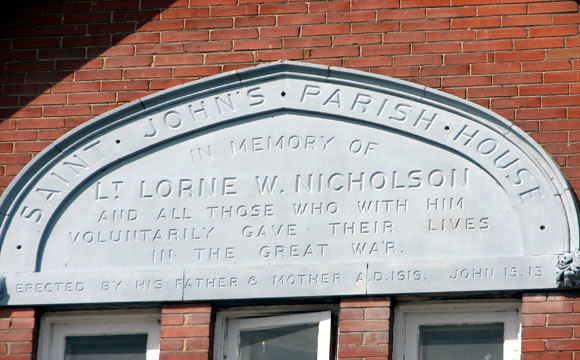 SAINT JOHN'S PARISH HOUSE
IN MEMORY OF
LT. LORNE W. NICHOLSON
AND ALL THOSE WHO WITH HIM
VOLUNTARILY GAVE THEIR LIVES
IN THE GREAT WAR.
ERECTED BY HIS FATHER & MOTHER A.D. 1919. JOHN 15. 13